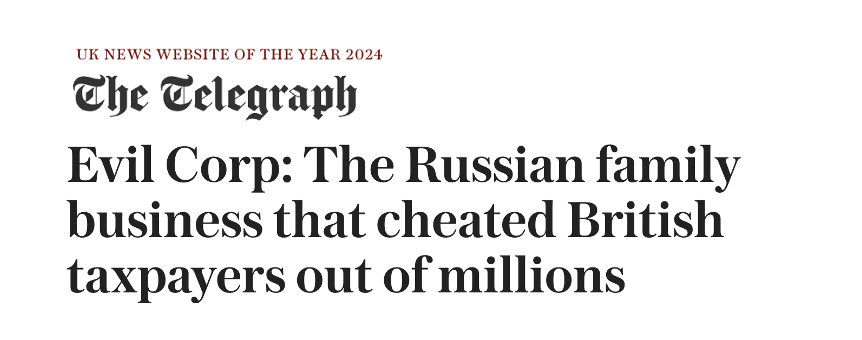 UK NEWS WEBSITE OF THE YEAR 2024
The Telegraph
Evil Corp: The Russian family
business that cheated British
taxpayers out of millions